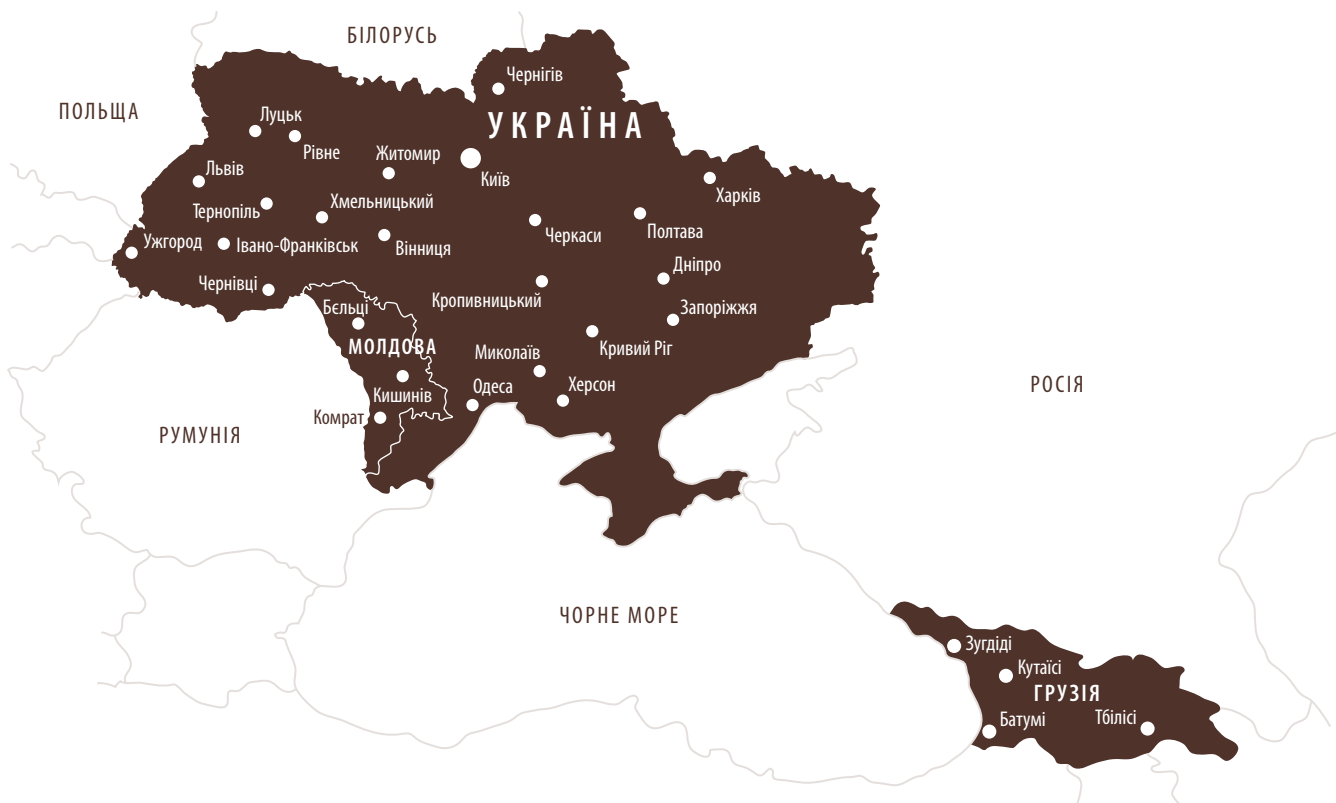 БІЛОРУСЬ
ПОЛЬЩА
Чернігів
УКРАЇНА
Луцьк
Рівне
Житомир
Київ
Львів
Харків
Тернопіль
Хмельницький
Черкаси
Полтава
Ужгород
Івано-Франківськ
Вінниця
Дніпро
Чернівці
Кропивницький
Бєльці
Запоріжжя
МОЛДОВА
Кривий Ріг
Миколаїв
Кишинів
Одеса
Херсон
РОСІЯ
Комрат
РУМУНІЯ
ЧОРНЕ МОРЕ
Зугдіді
Кутаїсі
ГРУЗІЯ
Батумі
Тбілісі